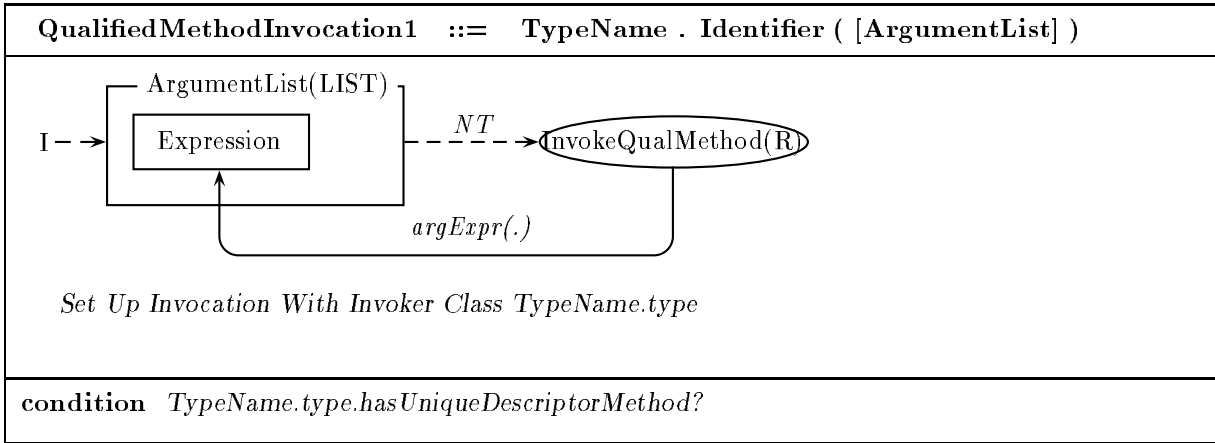 QualifiedMethodInvocation1 ::= TypeName . Identifier ( [ArgumentList] )
ArgumentList(LIST)
I
Expression
NT
InvokeQualMethod(R)
argExpr(.)
Set Up Invocation With Invoker Class TypeName.type
condition TypeName.type.hasUniqueDescriptorMethod?